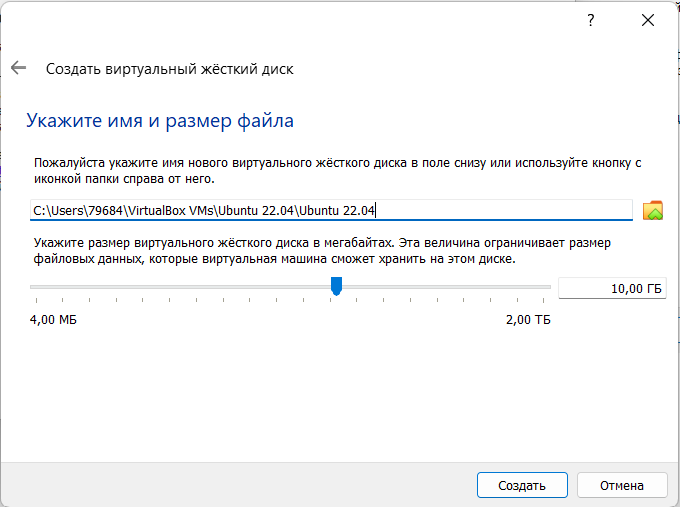 ?
Создать виртуальный жёсткий диск
Укажите имя и размер файла
Пожалуйста укажите имя нового виртуального жёсткого диска в поле снизу или используйте кнопку с
иконкой папки справа от него.
C:\Users\79684\VirtualBox VMs\Ubuntu 22.04\Ubuntu 22.04
Укажите размер виртуального жёсткого диска в мегабайтах. Эта величина ограничивает размер
файловых данных, которые виртуальная машина сможет хранить на этом диске.
10,00 ГБ
4,00 МБ 2,00 ТБ
Создать Отмена